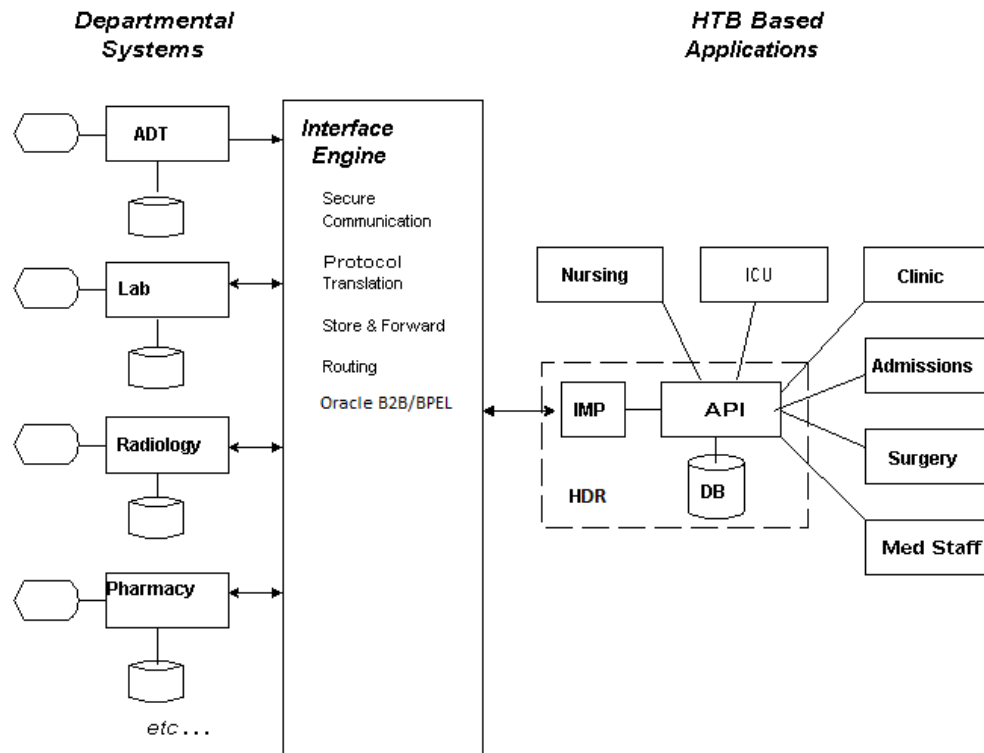 Departmental
Systems
HTB Based
Applications
ADT
Lab
Radiology
Pharmacy
etc . . .
Interface
Engine
Secure
Communication
Protocol
Translation
Store & Forward
Routing
Oracle B2B/BPEL
Nursing
ICU
Clinic
Admissions
Surgery
Med Staff
IMP
API
HDR
DB